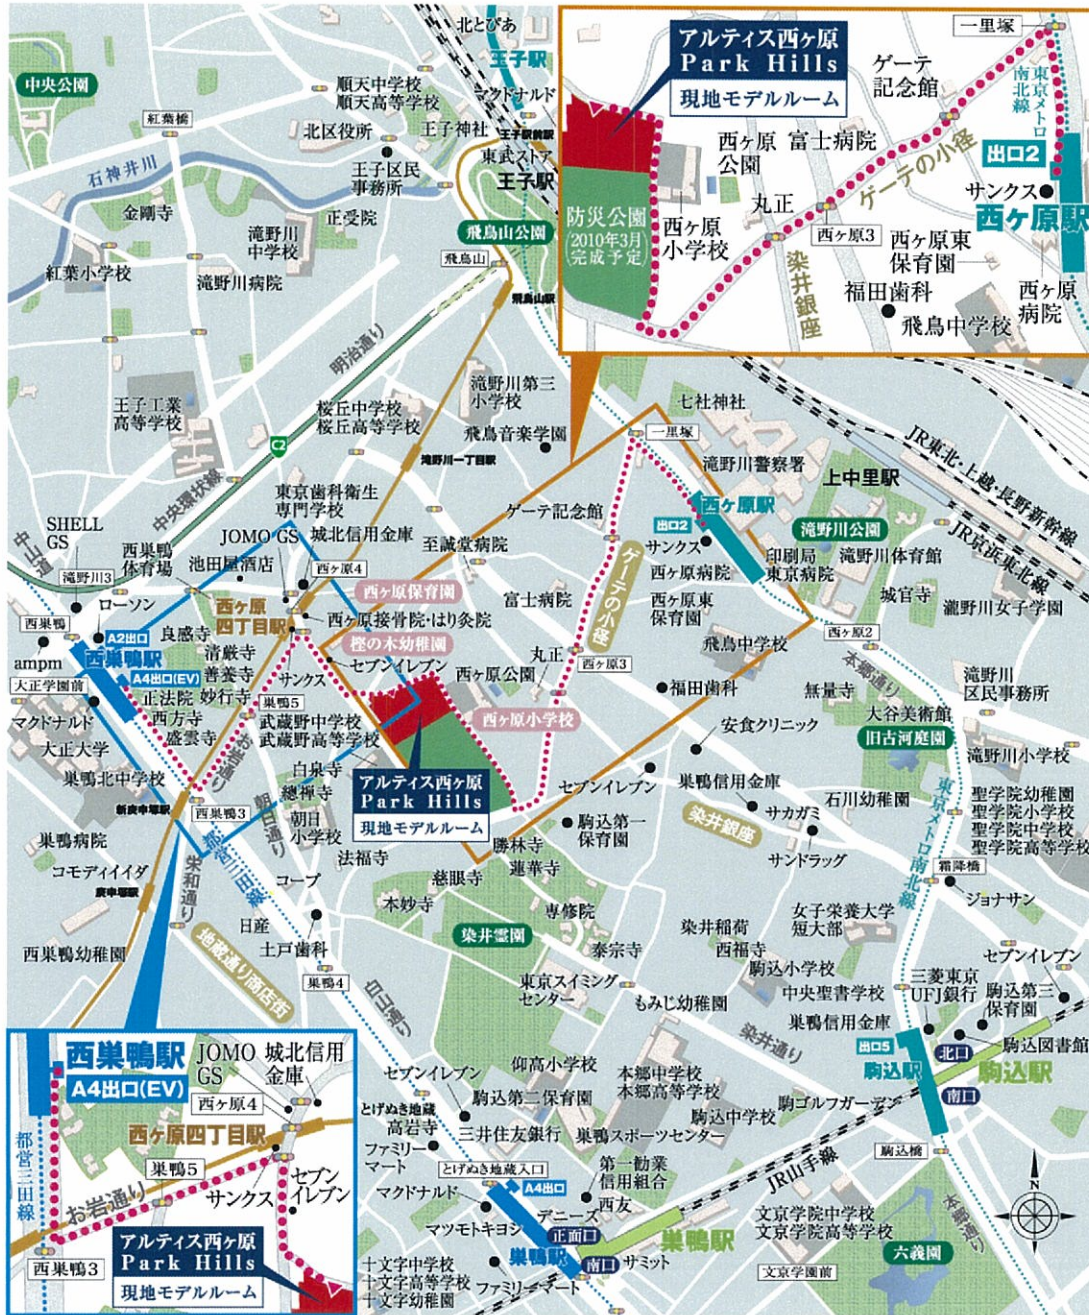 北とぴあ
王子駅
中央公園
順天中学校
順天高等学校
マクドナルド
紅葉橋
北区役所
王子神社
王子駅前駅
石神井川
王子区民
事務所
東武ストア
王子駅
金剛寺
正受院
滝野川
中学校
飛鳥山公園
紅葉小学校
滝野川病院
飛鳥山
飛鳥山駅
明治通り
王子工業
高等学校
桜丘中学校
桜丘高等学校
滝野川第三
小学校
飛鳥音楽学園
C2
滝野川一丁目駅
中央環状線
アルティス西ヶ原
Park Hills
現地モデルルーム
一里塚
ゲーテ
記念館
東京メトロ
南北線
出口2
西ヶ原
公園
富士病院
ゲーテの小径
サンクス
西ヶ原駅
防災公園
(2010年3月
完成予定)
西ヶ原
小学校
丸正
西ヶ原3
西ヶ原東
保育園
染井銀座
福田歯科
飛鳥中学校
西ヶ原
病院
七社神社
一里塚
滝野川警察署
上中里駅
JR東北・上越・長野新幹線
JR京浜東北線
西ヶ原駅
出口2
サンクス
滝野川公園
滝野川体育館
印刷局
東京病院
城官寺
瀧野川女子学園
西ヶ原病院
西ヶ原東
保育園
飛鳥中学校
西ヶ原2
本郷通り
ゲーテ記念館
ゲーテの小径
至誠堂病院
富士病院
丸正
西ヶ原3
西ヶ原公園
西ヶ原小学校
福田歯科
無量寺
大谷美術館
旧古河庭園
滝野川
区民事務所
滝野川小学校
安食クリニック
セブンイレブン
巣鴨信用金庫
サカガミ
石川幼稚園
染井銀座
サンドラッグ
東京メトロ南北線
聖学院幼稚園
聖学院小学校
聖学院中学校
聖学院高等学校
霜降橋
ジョナサン
中山道
SHELL
GS
滝野川3
西巣鴨
体育場
東京歯科衛生
専門学校
JOMO GS
城北信用金庫
池田屋酒店
西ヶ原4
西ヶ原
四丁目駅
西ヶ原保育園
西ヶ原接骨院・はり灸院
樫の木幼稚園
セブンイレブン
サンクス
ローソン
西巣鴨
ampm
A2出口
西巣鴨駅
A4出口(EV)
良感寺
清厳寺
善養寺
正法院
妙行寺
西方寺
盛雲寺
大正学園前
マクドナルド
大正大学
巣鴨北中学校
巣鴨5
お岩通り
武蔵野中学校
武蔵野高等学校
白泉寺
總禅寺
朝日通り
朝日
小学校
法福寺
アルティス西ヶ原
Park Hills
現地モデルルーム
新庚申塚駅
西巣鴨3
都営三田線
巣鴨病院
コモディイイダ
庚申塚駅
栄和通り
西巣鴨幼稚園
地蔵通り商店街
コープ
日産
土戸歯科
巣鴨4
白山通り
駒込第一
保育園
勝林寺
蓮華寺
慈眼寺
本妙寺
専修院
染井霊園
泰宗寺
東京スイミング
センター
もみじ幼稚園
染井稲荷
西福寺
駒込小学校
女子栄養大学
短大部
中央聖書学校
染井通り
三菱東京
UFJ銀行
巣鴨信用金庫
セブンイレブン
駒込第三
保育園
駒込図書館
出口5
駒込駅
北口
駒込駅
南口
駒込橋
仰高小学校
セブンイレブン
駒込第二保育園
本郷中学校
本郷高等学校
駒込中学校
駒ゴルフガーデン
とげぬき地蔵
高岩寺
三井住友銀行
巣鴨スポーツセンター
ファミリー
マート
とげぬき地蔵入口
A4出口
第一勧業
信用組合
西友
マクドナルド
デニーズ
マツモトキヨシ
正面口
巣鴨駅
巣鴨駅
南口
サミット
ファミリーマート
十文字中学校
十文字高等学校
十文字幼稚園
JR山手線
文京学院中学校
文京学院高等学校
文京学園前
六義園
本郷通り
N
西巣鴨駅
A4出口(EV)
JOMO
GS
城北信用
金庫
西ヶ原4
西ヶ原四丁目駅
都営三田線
巣鴨5
サンクス
セブン
イレブン
お岩通り
西巣鴨3
アルティス西ヶ原
Park Hills
現地モデルルーム